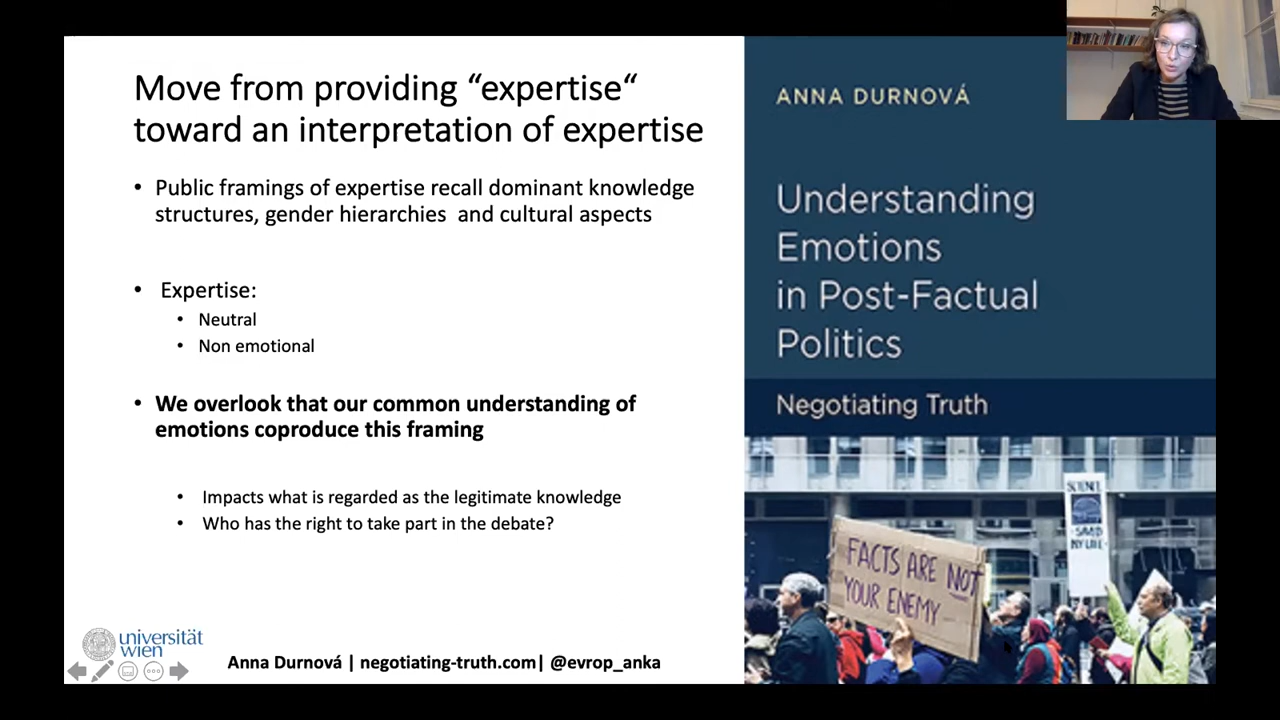 Move from providing “expertise“
toward an interpretation of expertise
• Public framings of expertise recall dominant knowledge
structures, gender hierarchies and cultural aspects
• Expertise:
• Neutral
• Non emotional
• We overlook that our common understanding of
emotions coproduce this framing
• Impacts what is regarded as the legitimate knowledge
• Who has the right to take part in the debate?
universität
wien
Anna Durnová | negotiating-truth.com| @evrop_anka
ANNA DURNOVÁ
Understanding
Emotions
in Post-Factual
Politics
Negotiating Truth
FACTS ARE NOT
YOUR ENEMY
MY LIFE